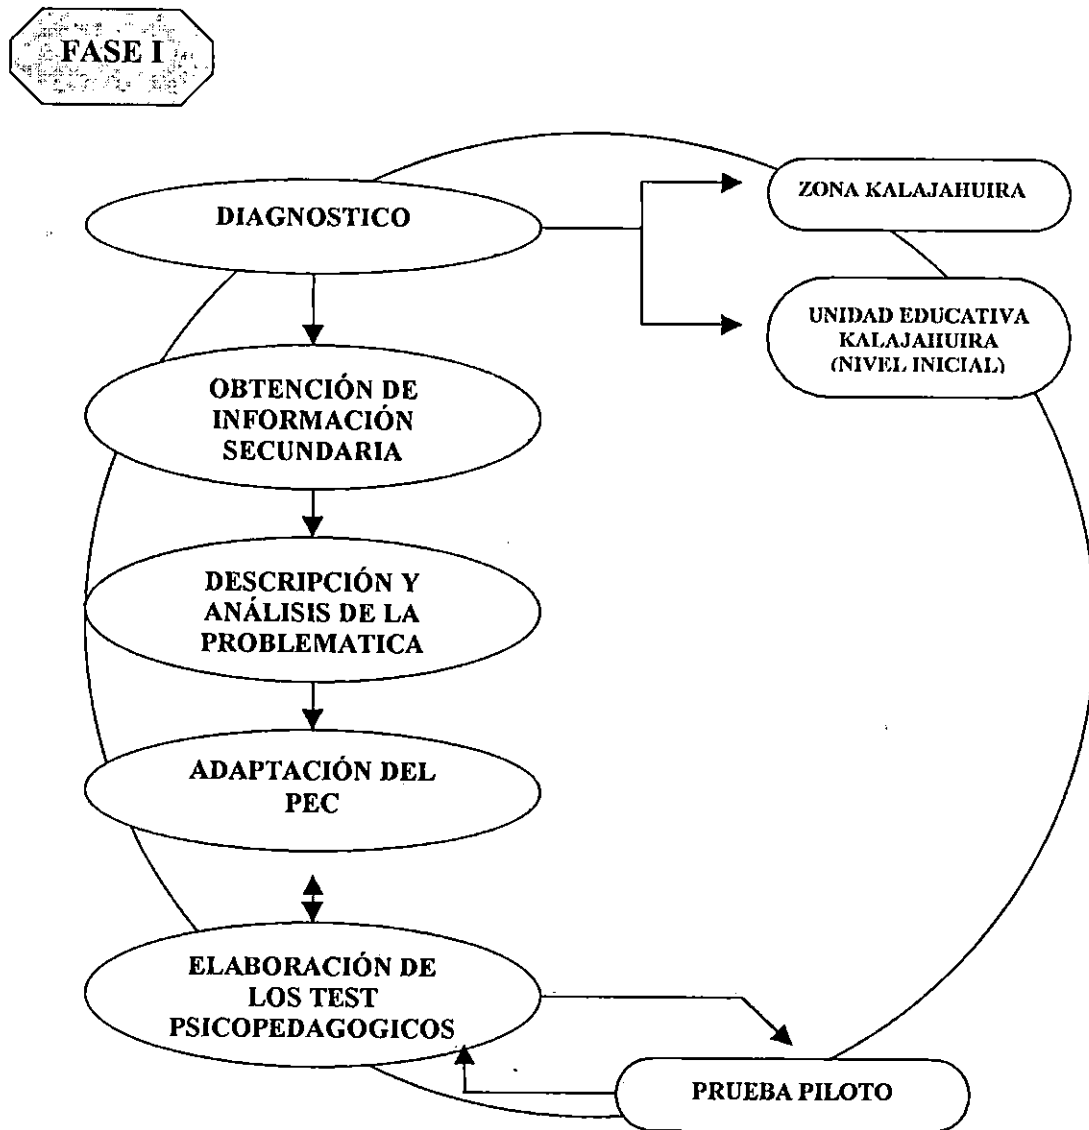 FASE I
DIAGNOSTICO
ZONA KALAJAHUIRA
UNIDAD EDUCATIVA
KALAJAHUIRA
(NIVEL INICIAL)
OBTENCIÓN DE
INFORMACIÓN
SECUNDARIA
DESCRIPCIÓN Y
ANÁLISIS DE LA
PROBLEMATICA
ADAPTACIÓN DEL
PEC
ELABORACIÓN DE
LOS TEST
PSICOPEDAGOGICOS
PRUEBA PILOTO